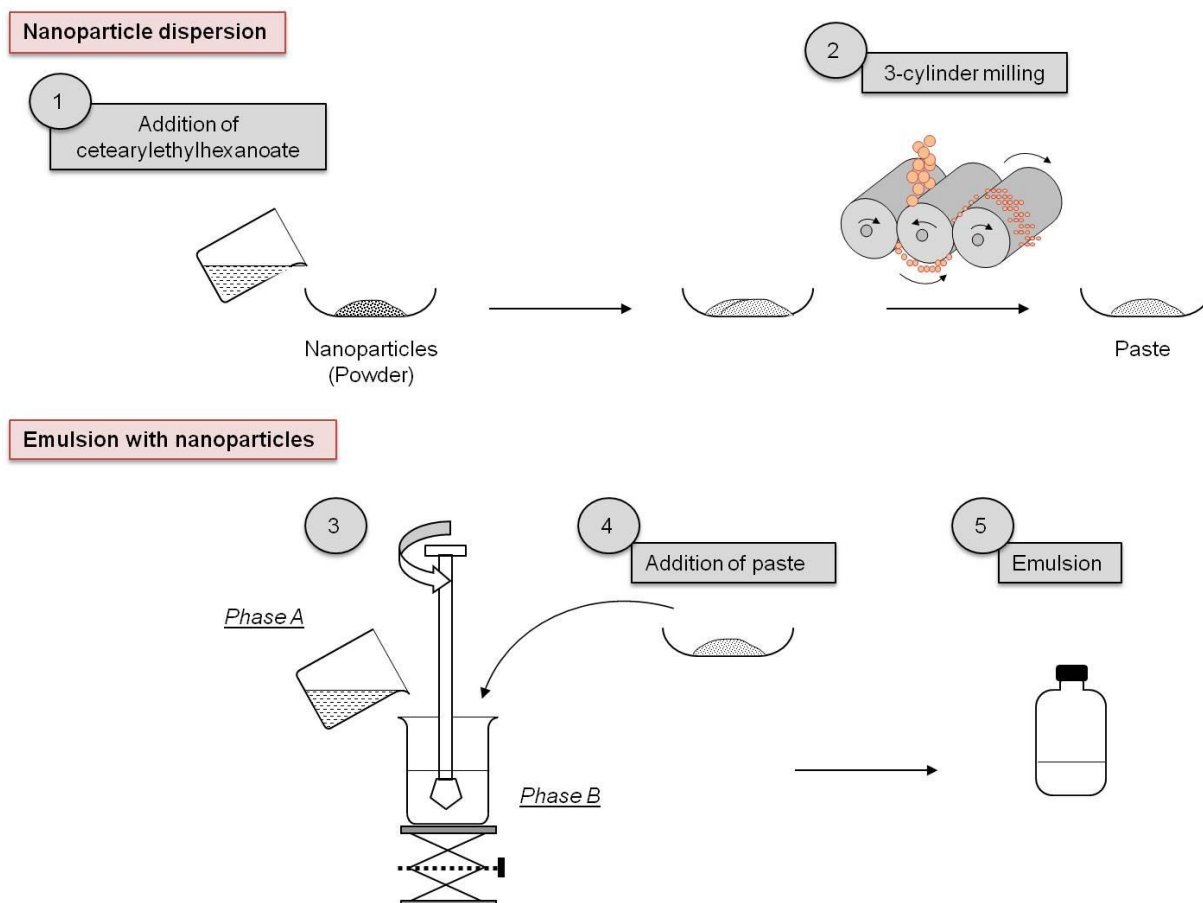 Nanoparticle dispersion
1
Addition of
cetearylethylhexanoate
2
3-cylinder milling
Nanoparticles
(Powder)
Paste
Emulsion with nanoparticles
3
4
Addition of paste
5
Emulsion
Phase A
Phase B